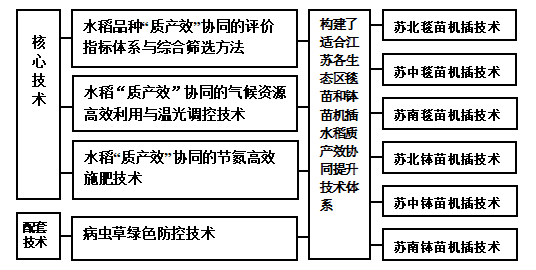 核
心
技
术
水稻品种“质产效”协同的评价
指标体系与综合筛选方法
水稻“质产效”协同的气候资源
高效利用与温光调控技术
水稻“质产效”协同的节氮高效
施肥技术
配套
技术
病虫草绿色防控技术
构建了
适合江
苏各生
态区毯
苗和钵
苗机插
水稻质
产效协
同提升
技术体
系
苏北毯苗机插技术
苏中毯苗机插技术
苏南毯苗机插技术
苏北钵苗机插技术
苏中钵苗机插技术
苏南钵苗机插技术